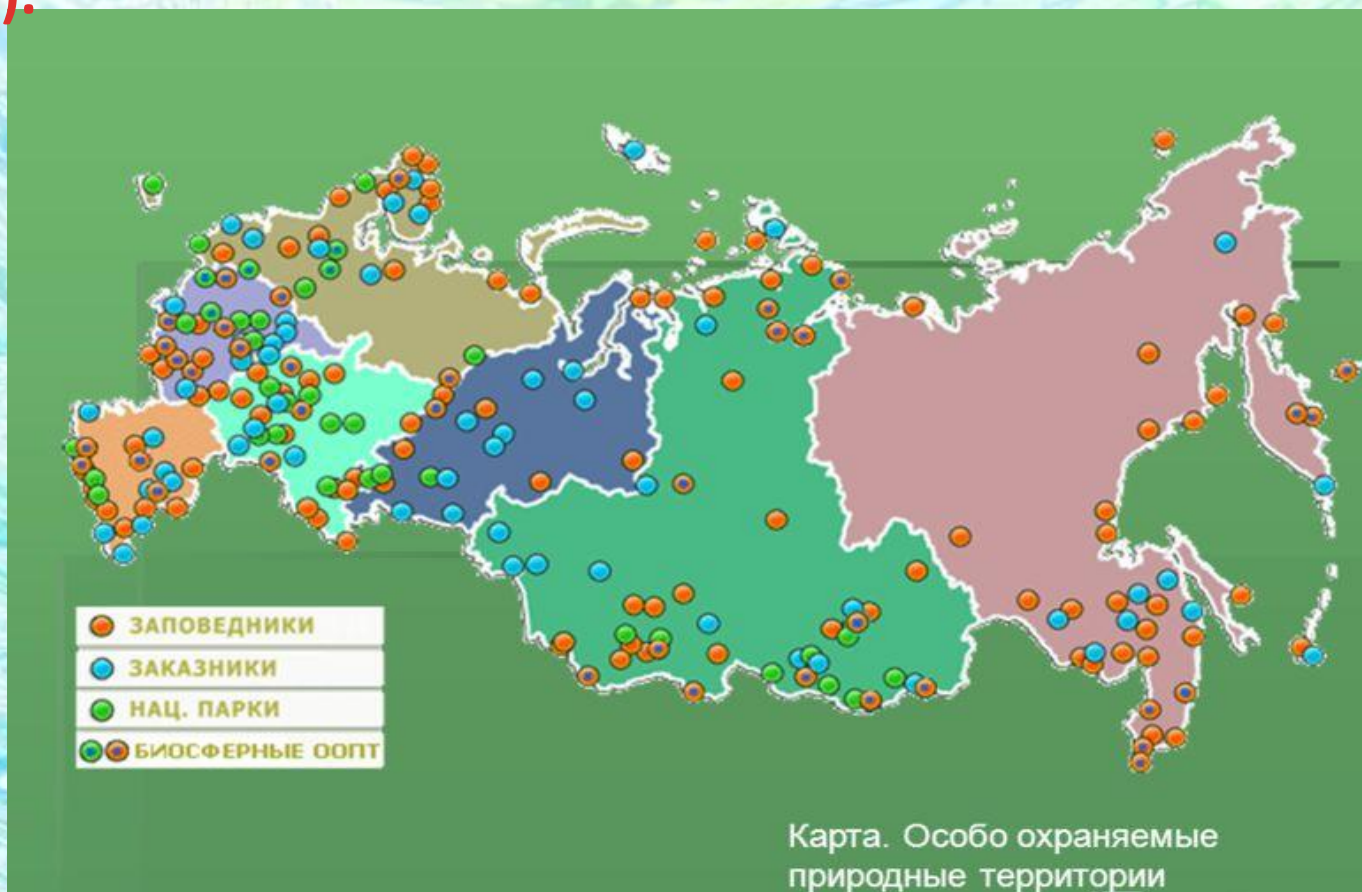 ).
ЗАПОВЕДНИКИ
ЗАКАЗНИКИ
НАЦ. ПАРКИ
БИОСФЕРНЫЕ ООПТ
Карта. Особо охраняемые
природные территории